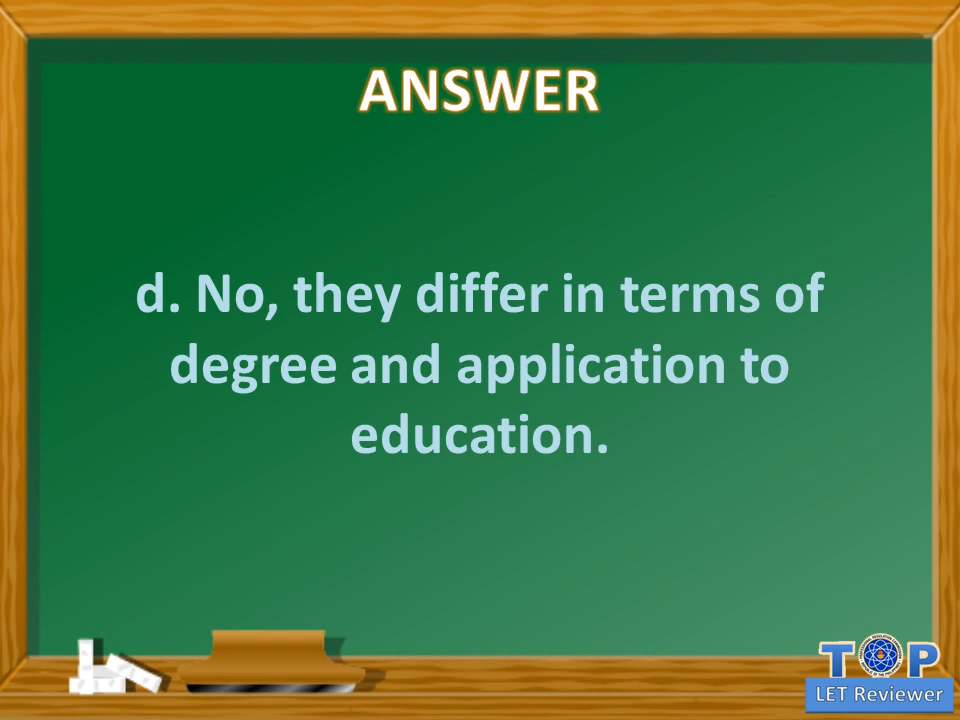 ANSWER
d. No, they differ in terms of
degree and application to
education.
TOP
LET Reviewer